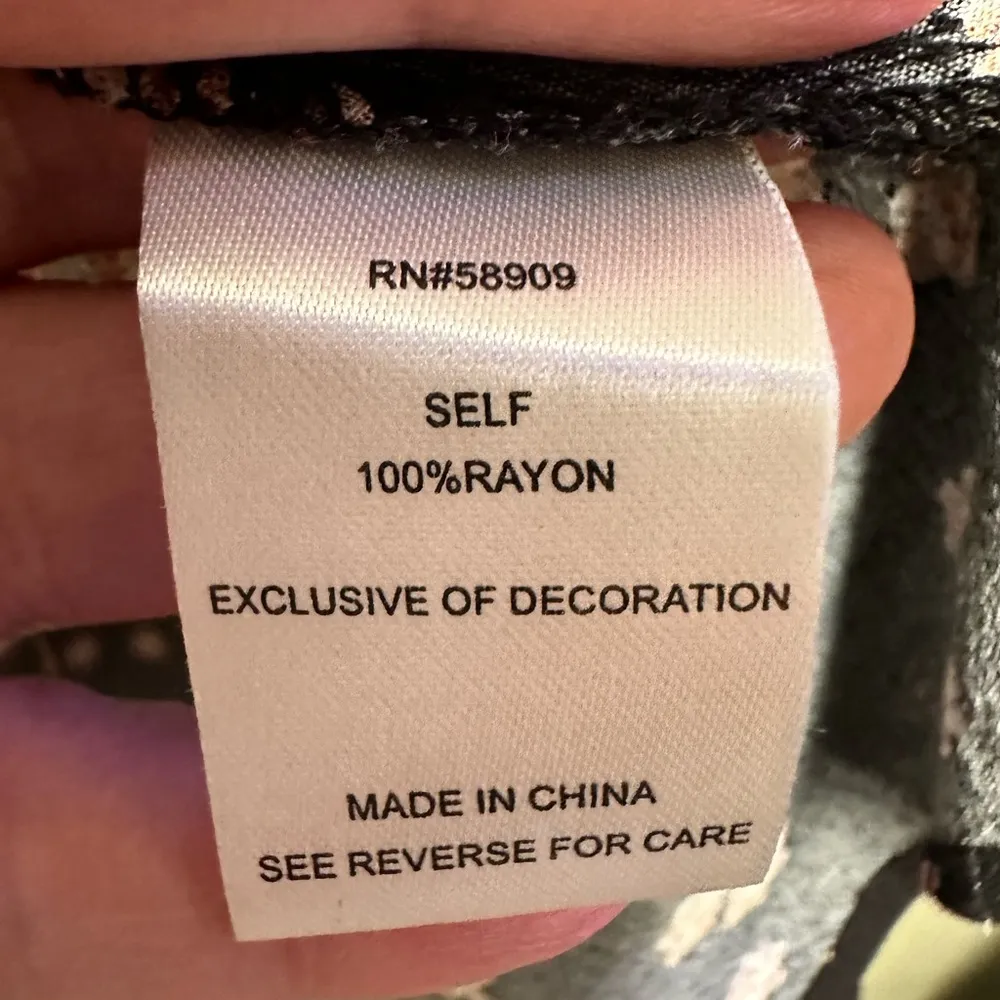 RN#58909
SELF
100%RAYON
EXCLUSIVE OF DECORATION
MADE IN CHINA
SEE REVERSE FOR CARE